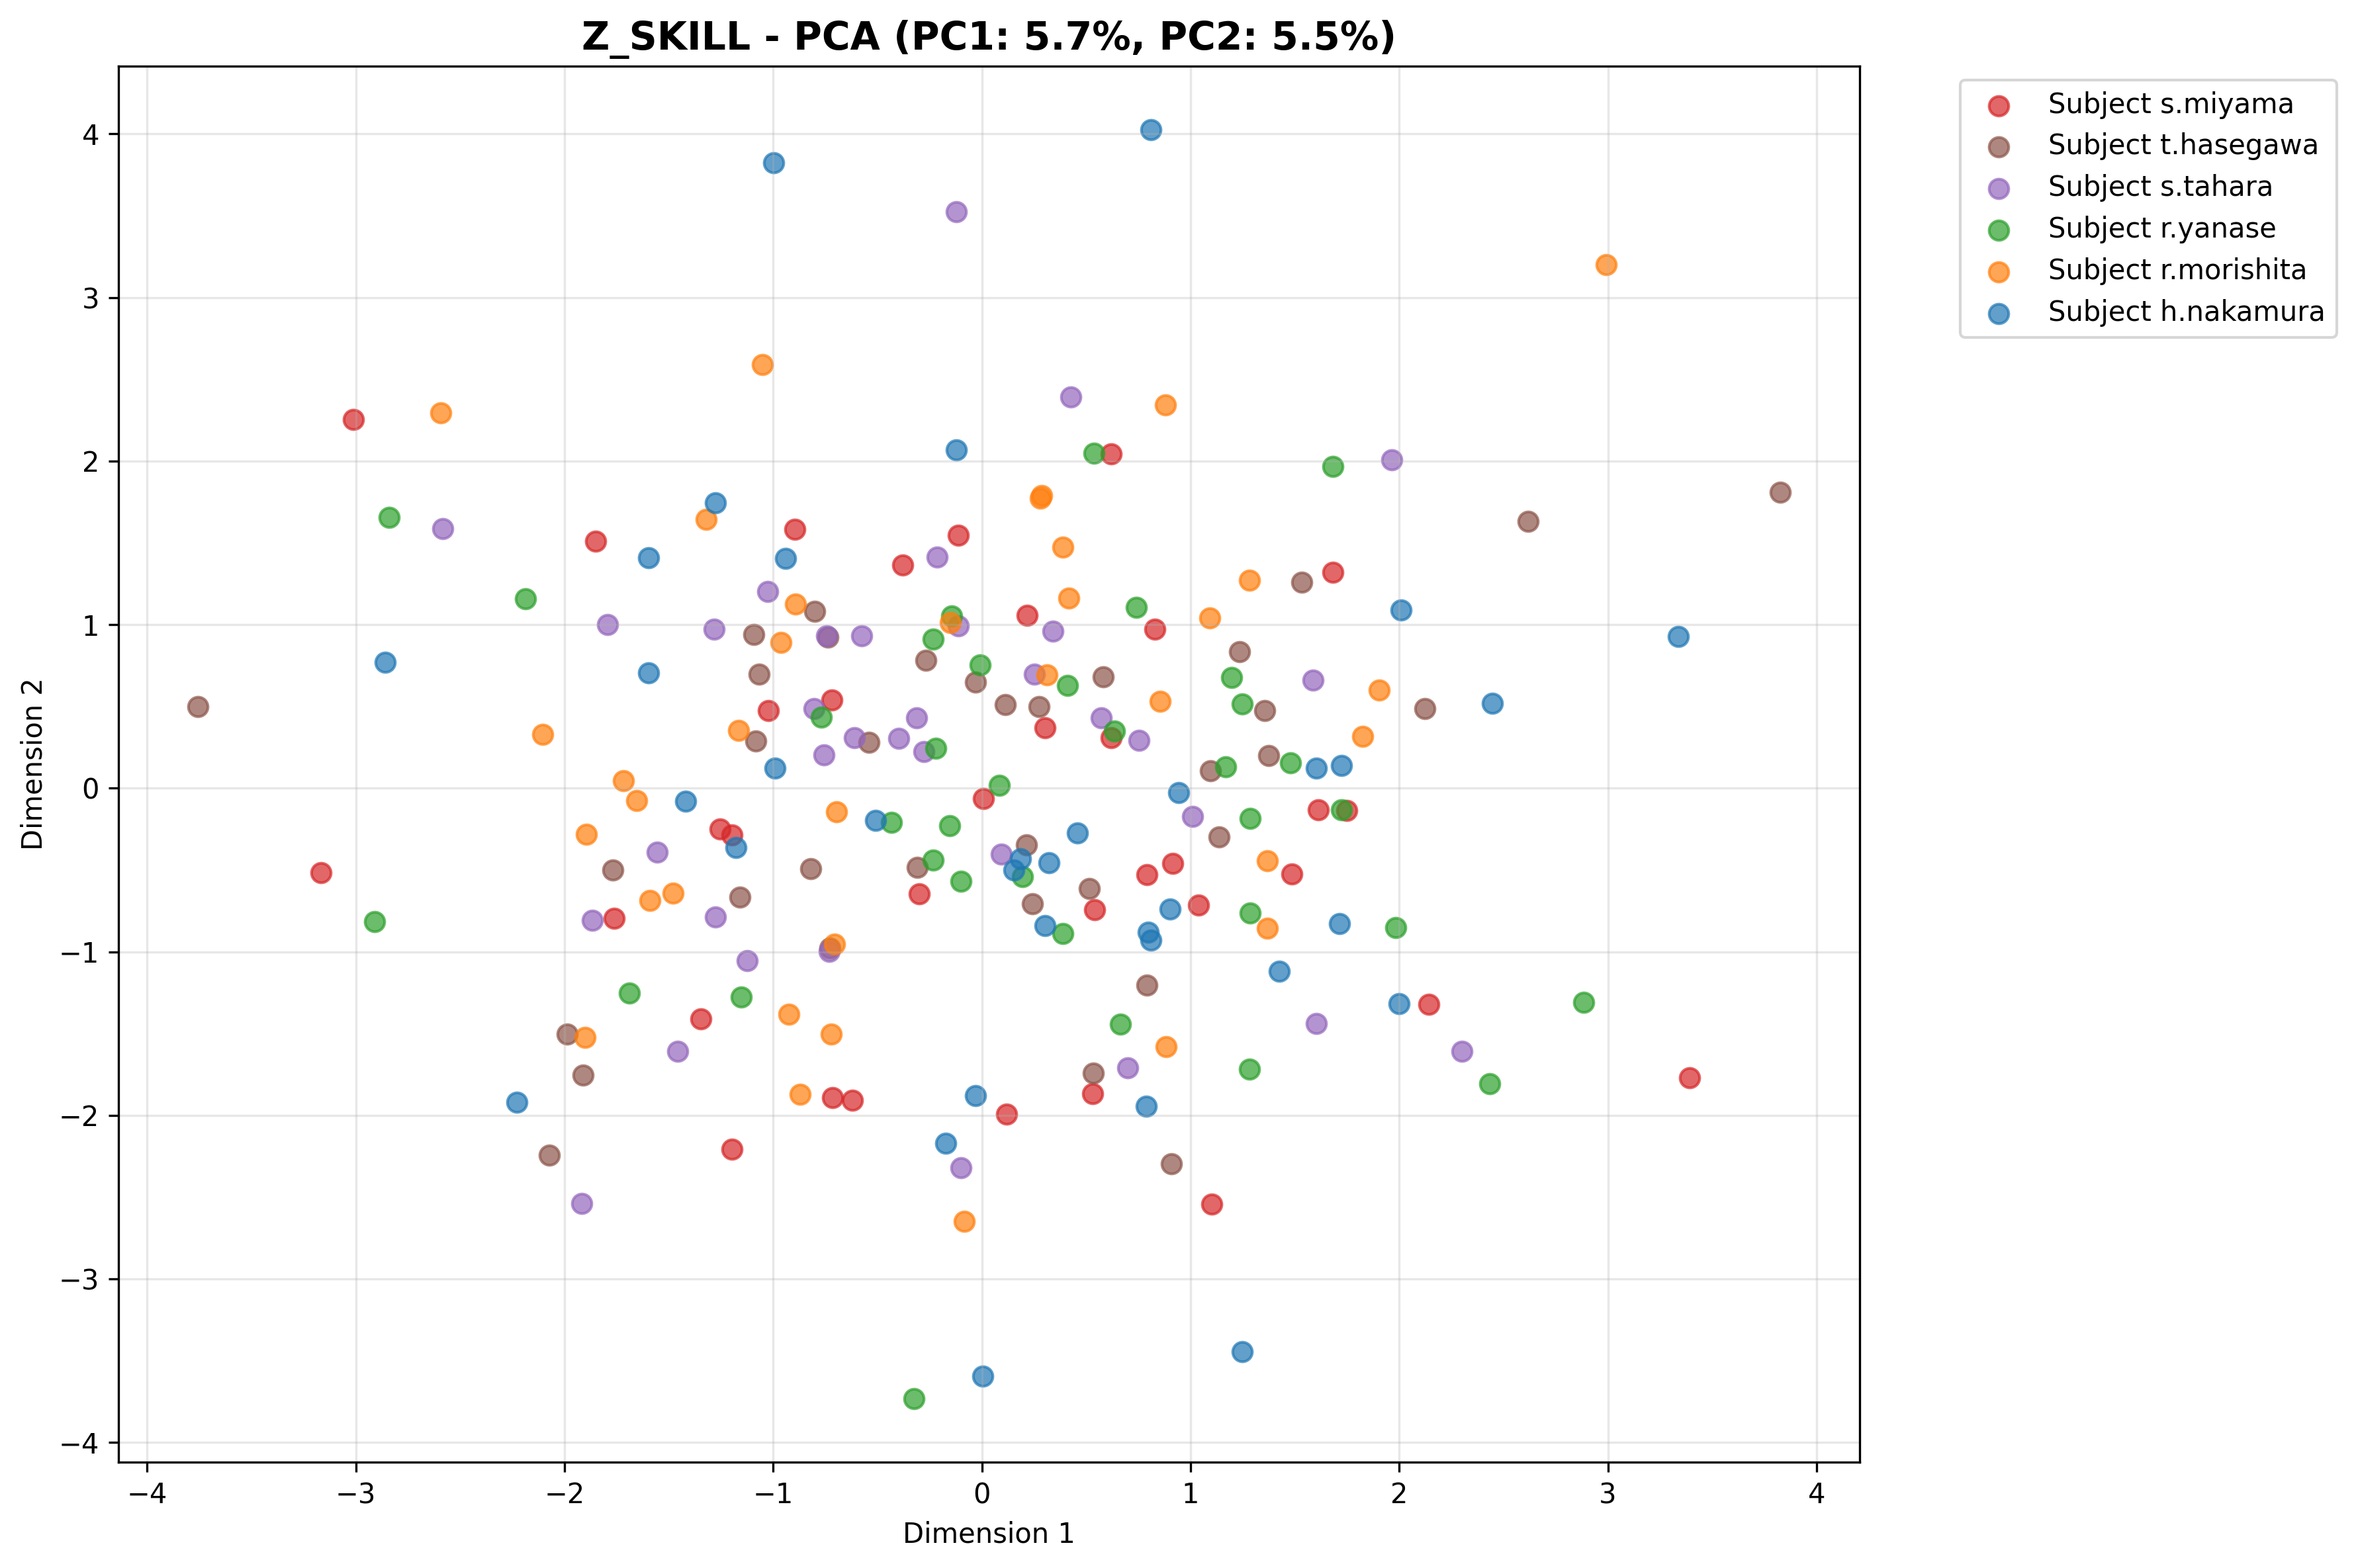 Z_SKILL - PCA (PC1: 5.7%, PC2: 5.5%)
Subject s.miyama
Subject t.hasegawa
Subject s.tahara
Subject r.yanase
Subject r.morishita
Subject h.nakamura
Dimension 2
4
3
2
1
0
−1
−2
−3
−4
−4 −3 −2 −1 0 1 2 3 4
Dimension 1